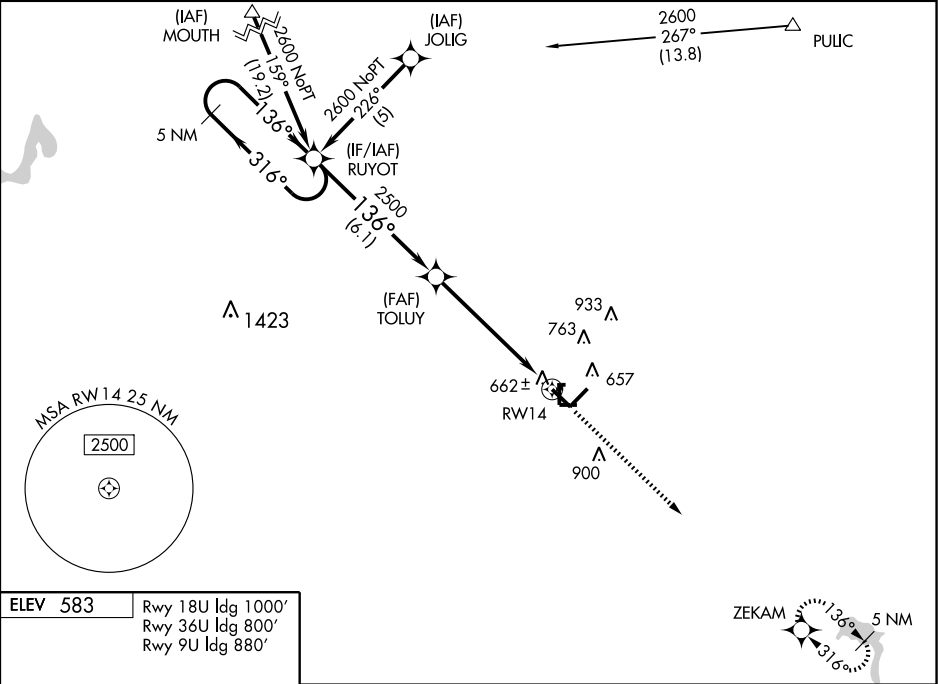 (IAF)
MOUTH
2600 NoPT
159°
(19.2)
(IAF)
JOLIG
2600 NoPT
226°
(5)
2600
267°
(13.8)
PULIC
5 NM
136°
316°
(IF/IAF)
RUYOT
2500
136°
(6.1)
(FAF)
TOLUY
1423
933
763
657
662±
RW14
900
MSA RW14 25 NM
2500
ELEV 583
Rwy 18U ldg 1000'
Rwy 36U ldg 800'
Rwy 9U ldg 880'
ZEKAM
136°
5 NM
316°